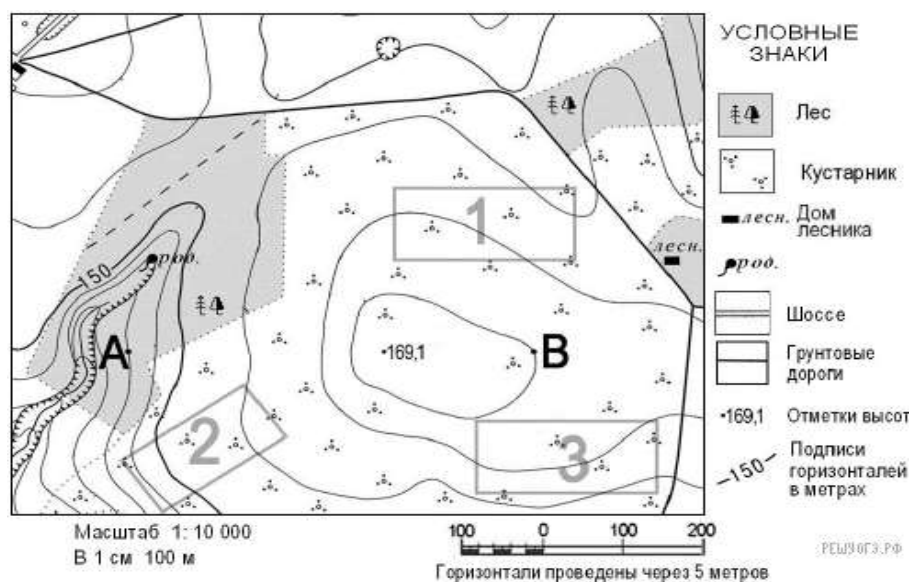 УСЛОВНЫЕ
ЗНАКИ
Лес
Кустарник
лесн. Дом
лесника
род.
Шоссе
Грунтовые
дороги
•169,1 Отметки высот
—150— Подписи
горизонталей
в метрах
1
лесн.
150
род.
A
•169,1
B
2
3
Масштаб 1: 10 000
В 1 см 100 м
100 0 100 200
Горизонтали проведены через 5 метров
РЕШУОГЭ.РФ